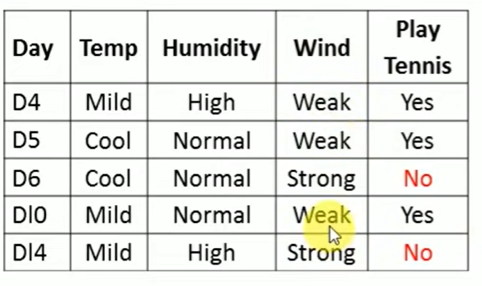 Day Temp Humidity Wind Play Tennis
D4 Mild High Weak Yes
D5 Cool Normal Weak Yes
D6 Cool Normal Strong No
Dl0 Mild Normal Weak Yes
Dl4 Mild High Strong No